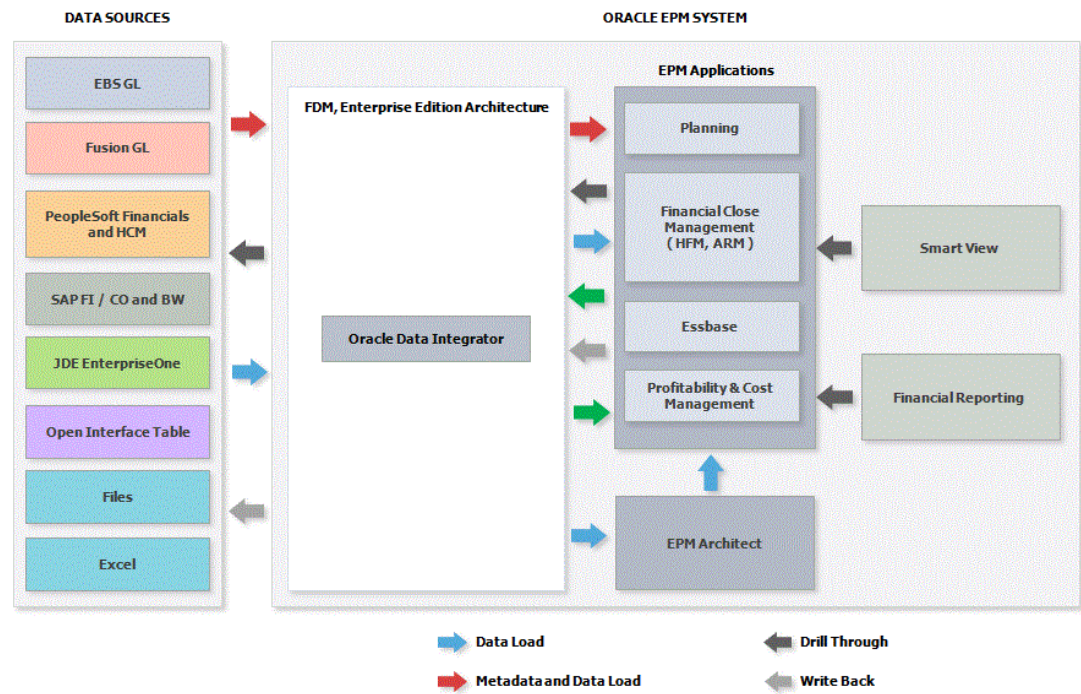 DATA SOURCES
ORACLE EPM SYSTEM
EBS GL
Fusion GL
PeopleSoft Financials
and HCM
SAP FI / CO and BW
JDE EnterpriseOne
Open Interface Table
Files
Excel
FDM, Enterprise Edition Architecture
Oracle Data Integrator
EPM Applications
Planning
Financial Close
Management
( HFM, ARM )
Essbase
Profitability & Cost
Management
EPM Architect
Smart View
Financial Reporting
Data Load
Drill Through
Metadata and Data Load
Write Back